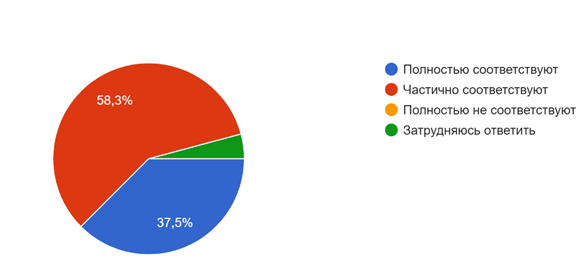 Полностью соответствуют
Частично соответствуют
Полностью не соответствуют
Затрудняюсь ответить
58,3%
37,5%